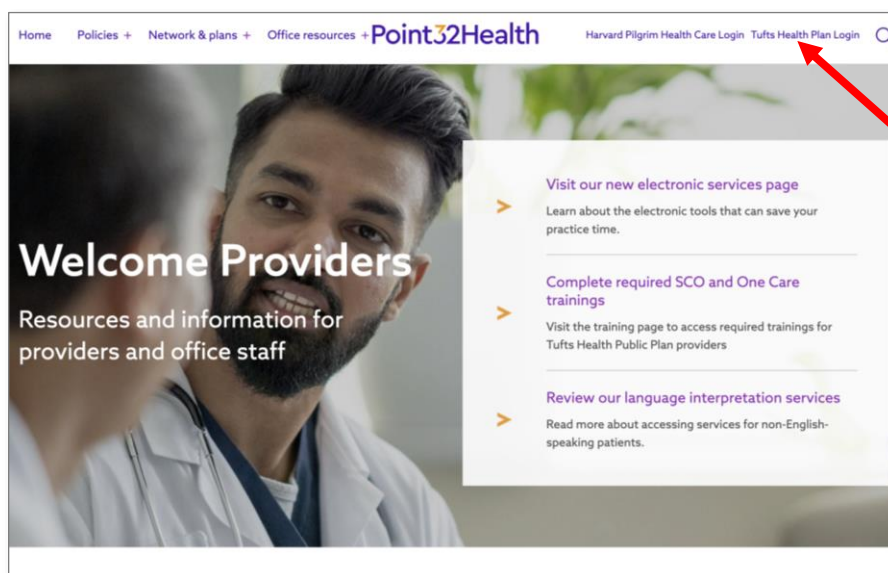 Home Policies + Network & plans + Office resources + Point32Health Harvard Pilgrim Health Care Login Tufts Health Plan Login
Welcome Providers
Resources and information for
providers and office staff
> Visit our new electronic services page
Learn about the electronic tools that can save your
practice time.
> Complete required SCO and One Care
trainings
Visit the training page to access required trainings for
Tufts Health Public Plan providers
> Review our language interpretation services
Read more about accessing services for non-English-
speaking patients.